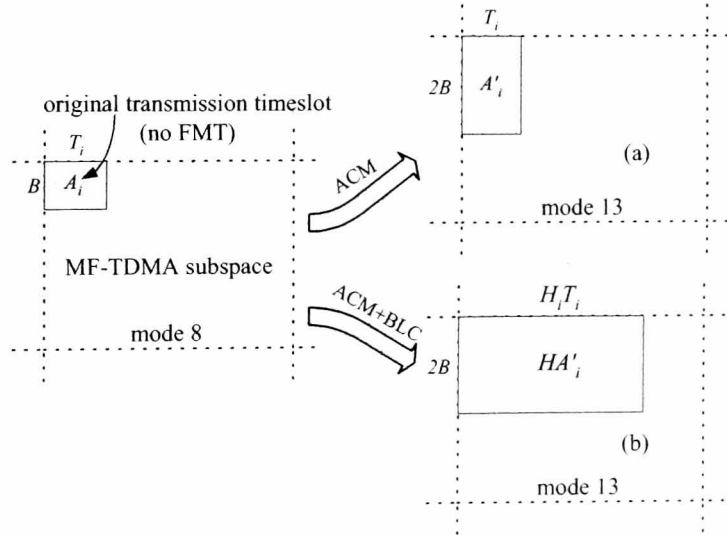 original transmission timeslot
(no FMT)
T_i
B
A_i
MF-TDMA subspace
mode 8
ACM
ACM+BLC
T_i
2B
A'_i
(a)
mode 13
H_iT_i
2B
HA'_i
(b)
mode 13